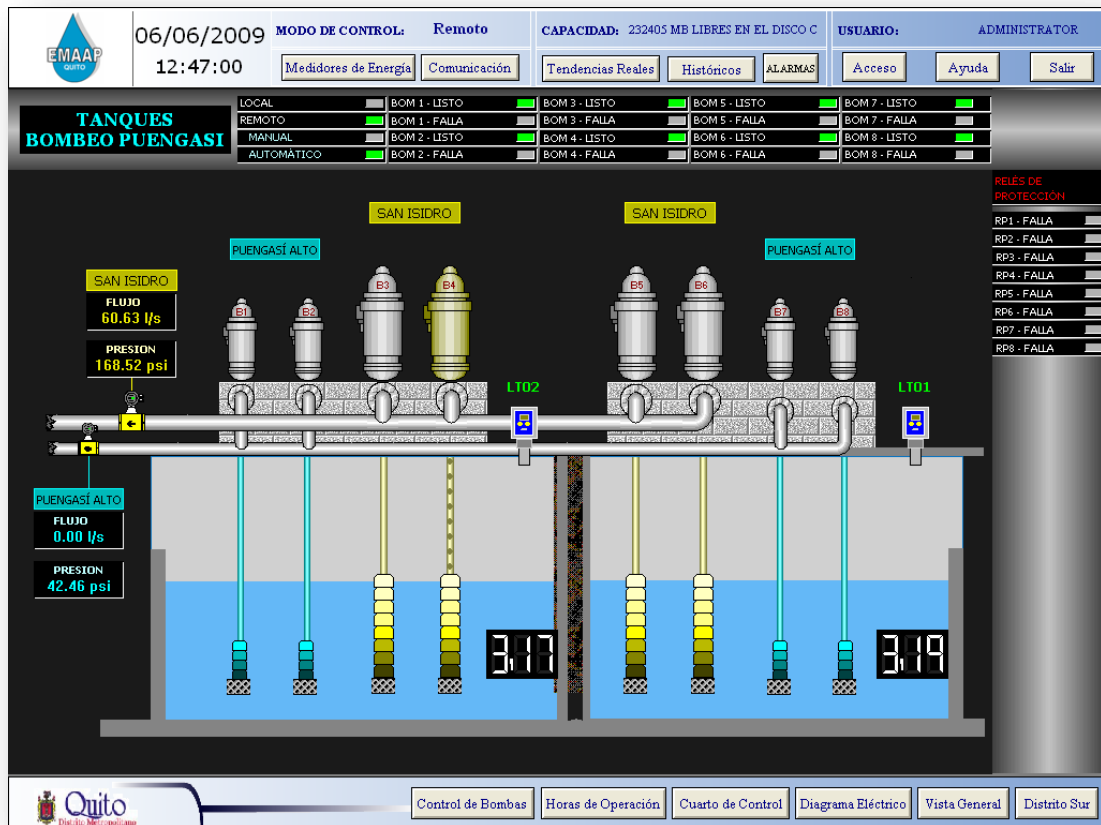 EMAAP
QUITO
06/06/2009
12:47:00
MODO DE CONTROL: Remoto
Medidores de Energía
Comunicación
CAPACIDAD: 232405 MB LIBRES EN EL DISCO C
Tendencias Reales
Históricos
ALARMAS
USUARIO: ADMINISTRATOR
Acceso
Ayuda
Salir
TANQUES
BOMBEO PUENGASI
LOCAL
REMOTO
MANUAL
AUTOMÁTICO
BOM 1 - LISTO
BOM 1 - FALLA
BOM 2 - LISTO
BOM 2 - FALLA
BOM 3 - LISTO
BOM 3 - FALLA
BOM 4 - LISTO
BOM 4 - FALLA
BOM 5 - LISTO
BOM 5 - FALLA
BOM 6 - LISTO
BOM 6 - FALLA
BOM 7 - LISTO
BOM 7 - FALLA
BOM 8 - LISTO
BOM 8 - FALLA
RELÉS DE
PROTECCIÓN
RP1 - FALLA
RP2 - FALLA
RP3 - FALLA
RP4 - FALLA
RP5 - FALLA
RP6 - FALLA
RP7 - FALLA
RP8 - FALLA
SAN ISIDRO
SAN ISIDRO
PUENGASÍ ALTO
PUENGASÍ ALTO
SAN ISIDRO
FLUJO
60.63 l/s
PRESION
168.52 psi
B1
B2
B3
B4
B5
B6
B7
B8
LT02
LT01
PUENGASÍ ALTO
FLUJO
0.00 l/s
PRESION
42.46 psi
3,17
3,19
Quito
Distrito Metropolitano
Control de Bombas
Horas de Operación
Cuarto de Control
Diagrama Eléctrico
Vista General
Distrito Sur